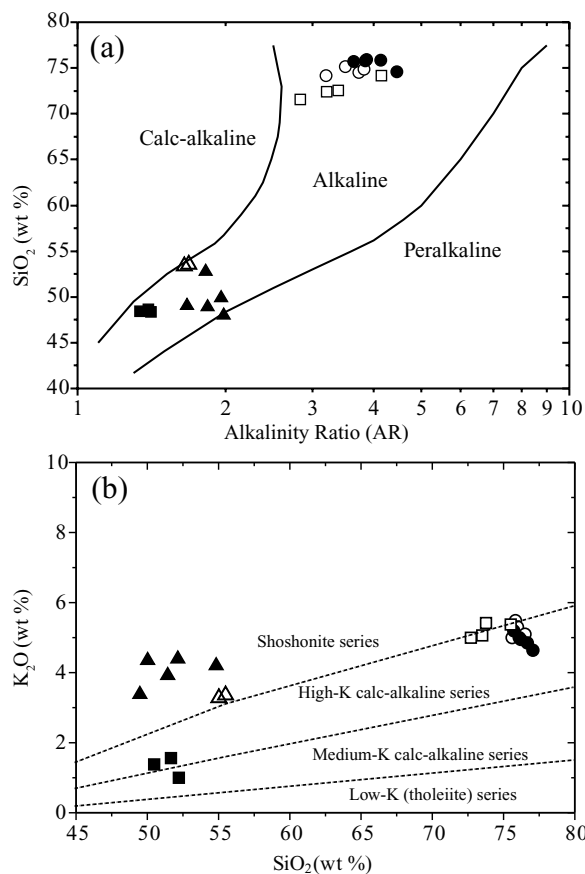 (a)
80
75
70
65
60
55
50
45
40
SiO₂ (wt %)
Calc-alkaline
Alkaline
Peralkaline
1 2 3 4 5 6 7 8 9 10
Alkalinity Ratio (AR)
(b)
10
8
6
4
2
0
K₂O (wt %)
Shoshonite series
High-K calc-alkaline series
Medium-K calc-alkaline series
Low-K (tholeiite) series
45 50 55 60 65 70 75 80
SiO₂(wt %)